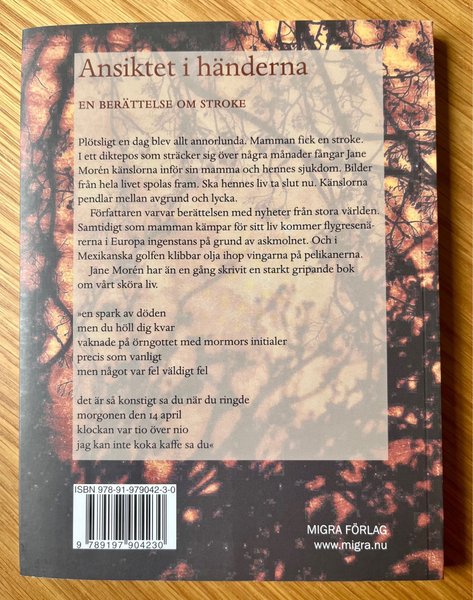 Ansiktet i händerna
EN BERÄTTELSE OM STROKE
Plötsligt en dag blev allt annorlunda. Mamman fick en stroke.
I ett diktepos som sträcker sig över några månader fångar Jane
Morén känslorna inför sin mamma och hennes sjukdom. Bilder
från hela livet spolas fram. Ska hennes liv ta slut nu. Känslorna
pendlar mellan avgrund och lycka.
Författaren varvar berättelsen med nyheter från stora världen.
Samtidigt som mamman kämpar för sitt liv kommer flygresenä-
rerna i Europa ingenstans på grund av askmolnet. Och i
Mexikanska golfen klibbar olja ihop vingarna på pelikanerna.
Jane Morén har än en gång skrivit en starkt gripande bok
om vårt sköra liv.
»en spark av döden
men du höll dig kvar
vaknade på örngottet med mormors initialer
precis som vanligt
men något var fel väldigt fel
det är så konstigt sa du när du ringde
morgonen den 14 april
klockan var tio över nio
jag kan inte koka kaffe sa du«
ISBN 978-91-979042-3-0
9 789197 904230
MIGRA FÖRLAG
www.migra.nu